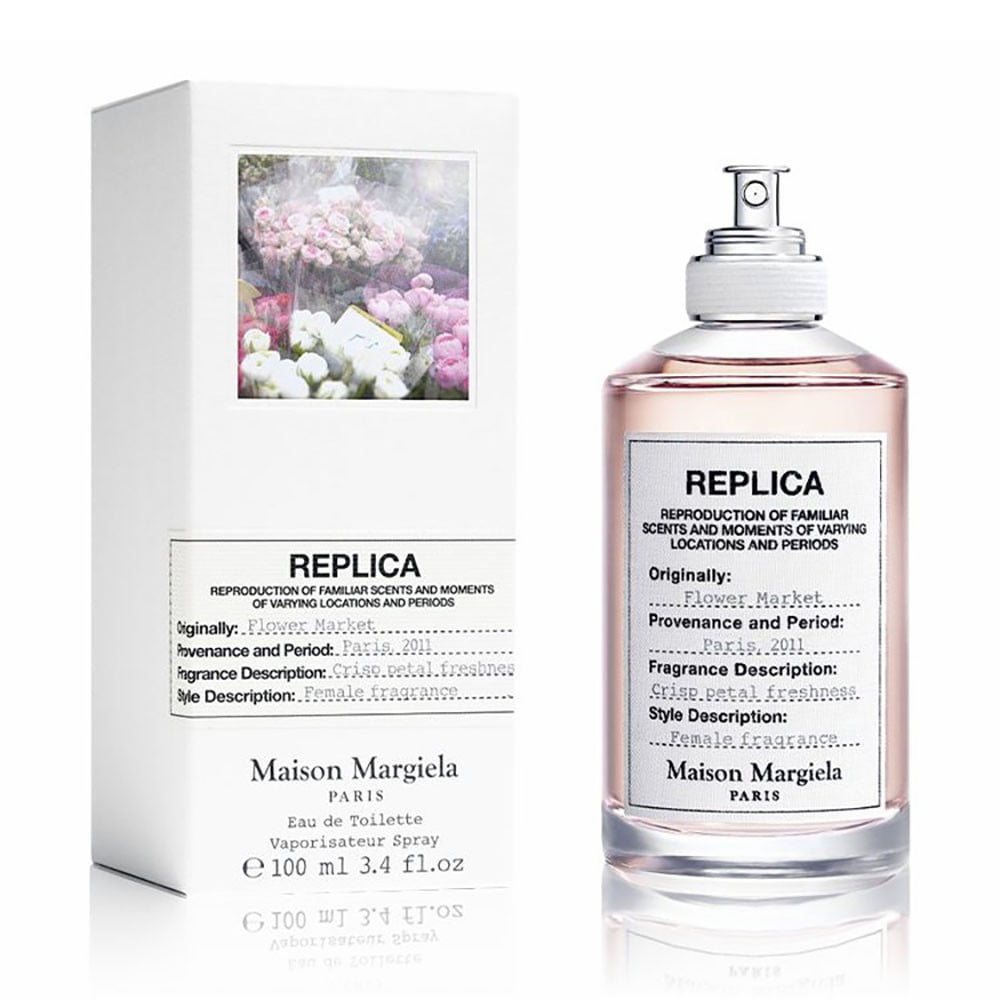 REPLICA
REPRODUCTION OF FAMILIAR SCENTS AND MOMENTS
OF VARYING LOCATIONS AND PERIODS
Originally: Flower Market
Provenance and Period: Paris, 2011
Fragrance Description: Crisp petal freshnes
Style Description: Female fragrance
Maison Margiela
PARIS
Eau de Toilette
Vaporisateur Spray
℮ 100 ml 3.4 fl.oz
REPLICA
REPRODUCTION OF FAMILIAR
SCENTS AND MOMENTS OF VARYING
LOCATIONS AND PERIODS
Originally:
Flower Market
Provenance and Period:
Paris, 2011
Fragrance Description:
Crisp petal freshness
Style Description:
Female fragrance
Maison Margiela
PARIS